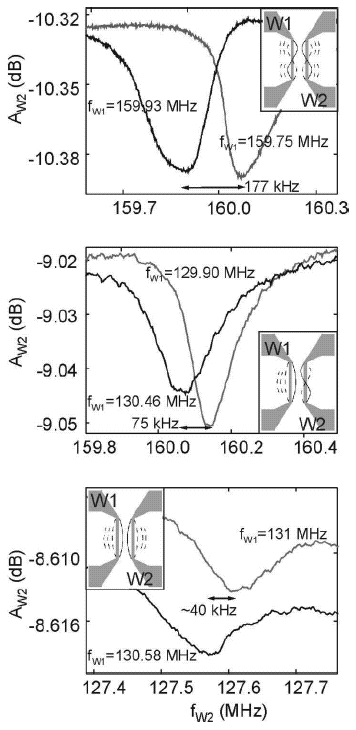 -10.32
-10.35
-10.38
A_W2 (dB)
W1
W2
f_W1=159.93 MHz
f_W1=159.75 MHz
177 kHz
159.7 160.0 160.3
-9.02
-9.03
-9.04
-9.05
A_W2 (dB)
f_W1=129.90 MHz
W1
W2
f_W1=130.46 MHz
75 kHz
159.8 160.0 160.2 160.4
W1
W2
-8.610
-8.616
A_W2 (dB)
f_W1=131 MHz
~40 kHz
f_W1=130.58 MHz
127.4 127.5 127.6 127.7
f_W2 (MHz)